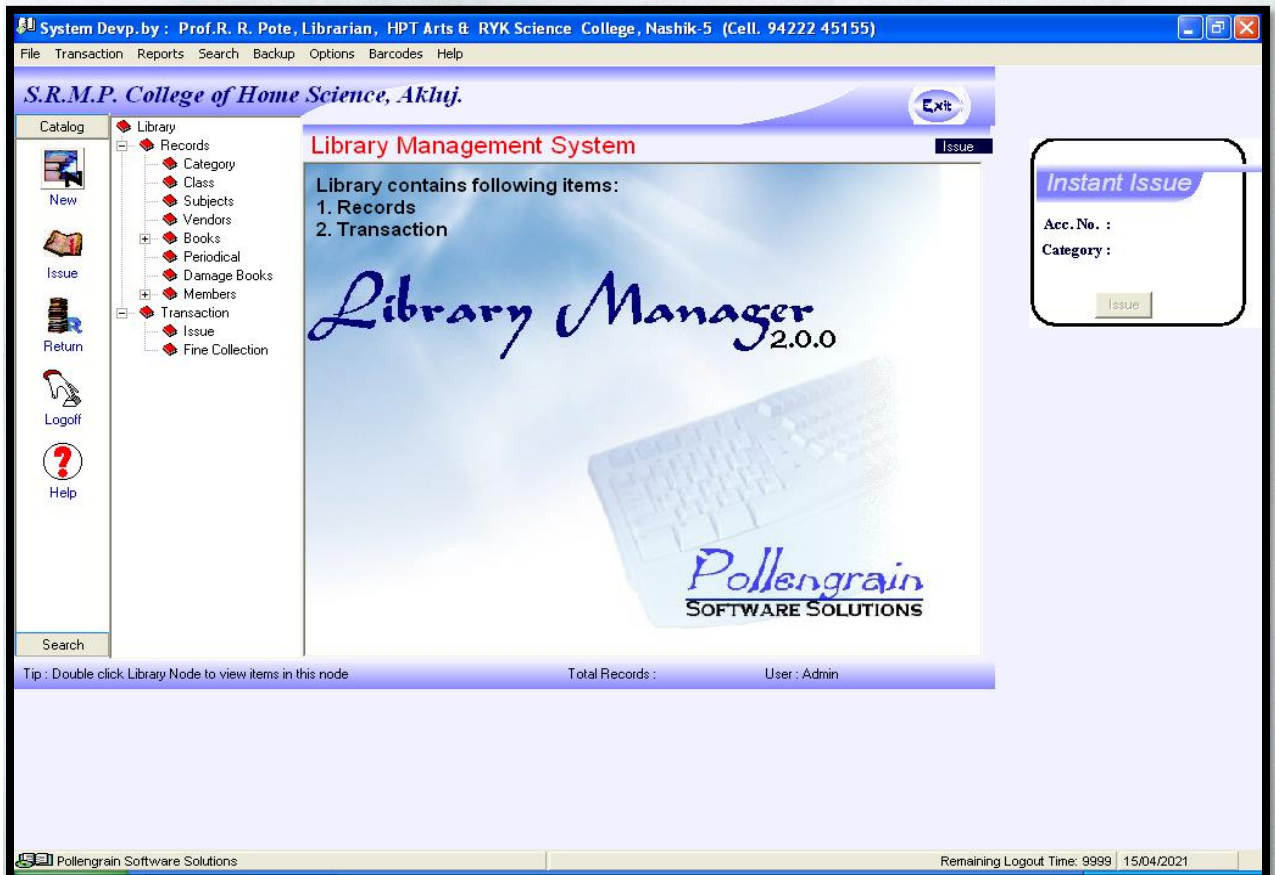 System Devp.by : Prof.R. R. Pote, Librarian, HPT Arts & RYK Science College, Nashik-5 (Cell. 94222 45155)
File Transaction Reports Search Backup Options Barcodes Help
S.R.M.P. College of Home Science, Akluj.
Exit
Catalog
New
Issue
Return
Logoff
Help
Search
Library
Records
Category
Class
Subjects
Vendors
Books
Periodical
Damage Books
Members
Transaction
Issue
Fine Collection
Library Management System
Issue
Library contains following items:
1. Records
2. Transaction
Library Manager
2.0.0
Pollengrain
SOFTWARE SOLUTIONS
Instant Issue
Acc.No. :
Category :
Issue
Tip : Double click Library Node to view items in this node
Total Records :
User : Admin
Pollengrain Software Solutions
Remaining Logout Time: 9999
15/04/2021